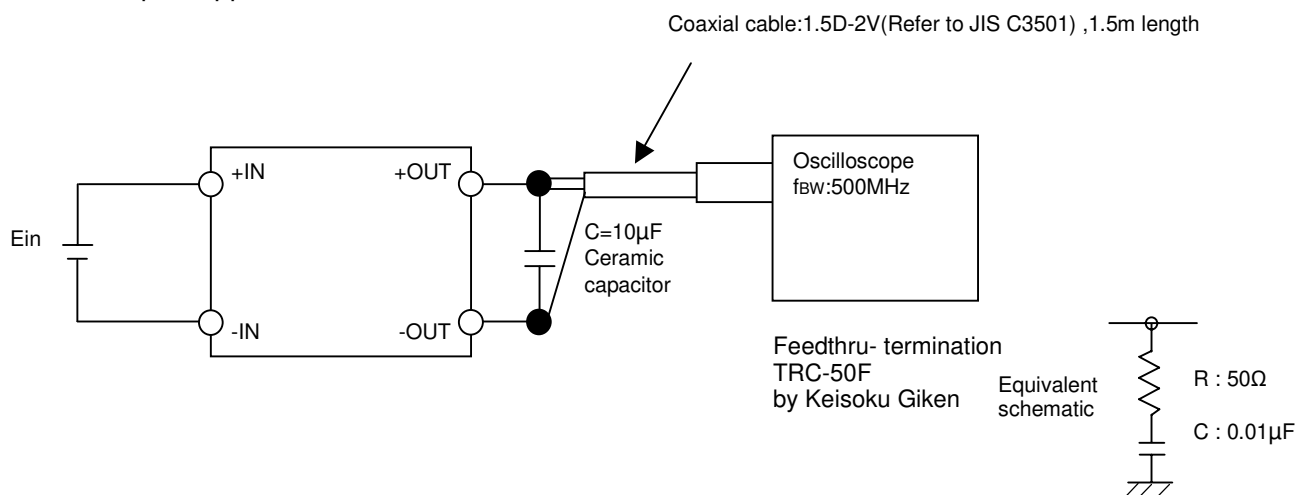 Coaxial cable:1.5D-2V(Refer to JIS C3501) ,1.5m length
Oscilloscope
fBW:500MHz
+IN
+OUT
Ein
C=10µF
Ceramic
capacitor
-IN
-OUT
Feedthru- termination
TRC-50F
by Keisoku Giken
Equivalent
schematic
R : 50Ω
C : 0.01µF